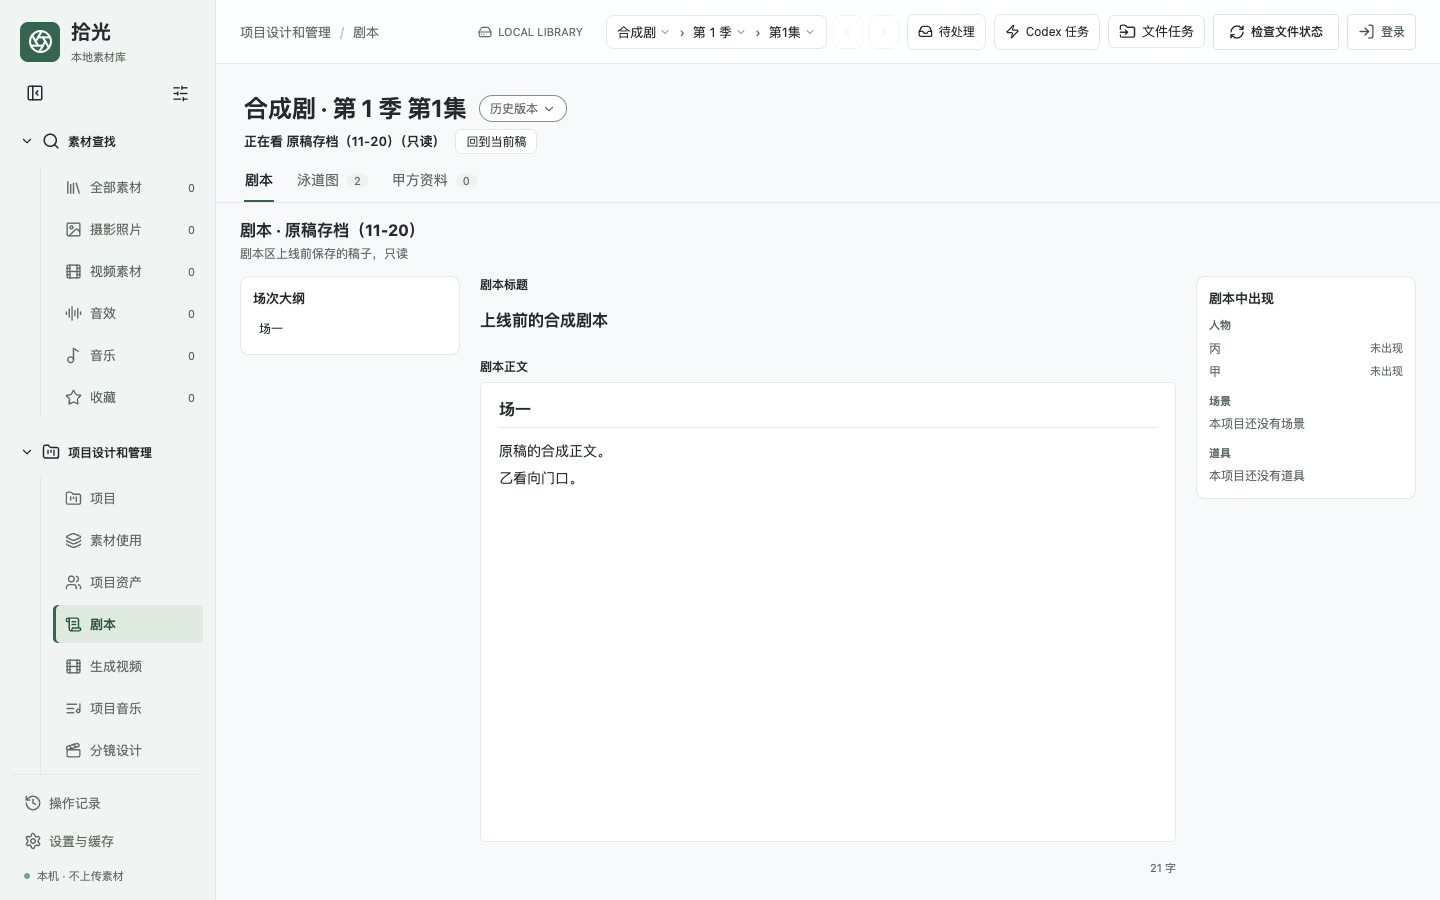 拾光
本地素材库
素材查找
全部素材 0
摄影照片 0
视频素材 0
音效 0
音乐 0
收藏 0
项目设计和管理
项目
素材使用
项目资产
剧本
生成视频
项目音乐
分镜设计
操作记录
设置与缓存
本机 · 不上传素材
项目设计和管理 / 剧本
LOCAL LIBRARY
合成剧 › 第 1 季 › 第1集
待处理
Codex 任务
文件任务
检查文件状态
登录
合成剧 · 第 1 季 第1集
历史版本
正在看 原稿存档（11-20）（只读）
回到当前稿
剧本
泳道图 2
甲方资料 0
剧本 · 原稿存档（11-20）
剧本区上线前保存的稿子，只读
场次大纲
场一
剧本标题
上线前的合成剧本
剧本正文
场一
原稿的合成正文。
乙看向门口。
21 字
剧本中出现
人物
丙 未出现
甲 未出现
场景
本项目还没有场景
道具
本项目还没有道具